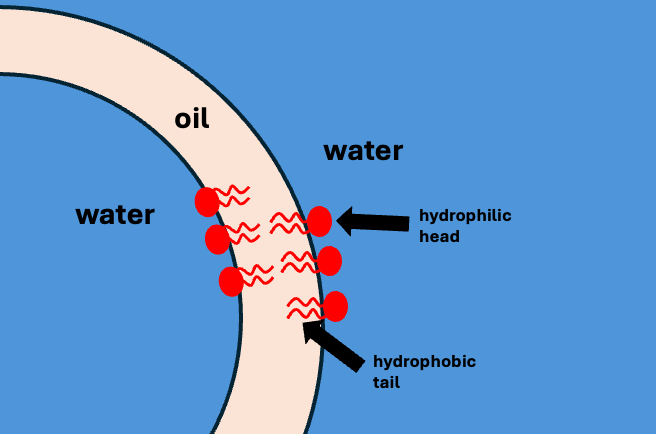 oil
water
water
hydrophilic
head
hydrophobic
tail